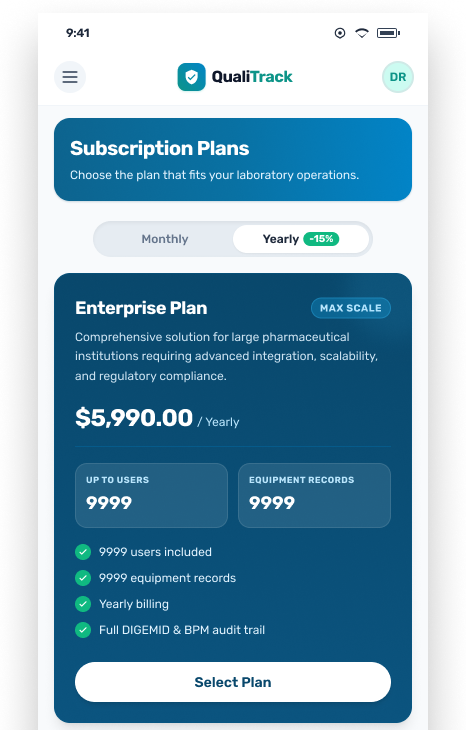 9:41
QualiTrack
DR
Subscription Plans
Choose the plan that fits your laboratory operations.
Monthly
Yearly -15%
Enterprise Plan
MAX SCALE
Comprehensive solution for large pharmaceutical
institutions requiring advanced integration, scalability,
and regulatory compliance.
$5,990.00 / Yearly
UP TO USERS
9999
EQUIPMENT RECORDS
9999
9999 users included
9999 equipment records
Yearly billing
Full DIGEMID & BPM audit trail
Select Plan